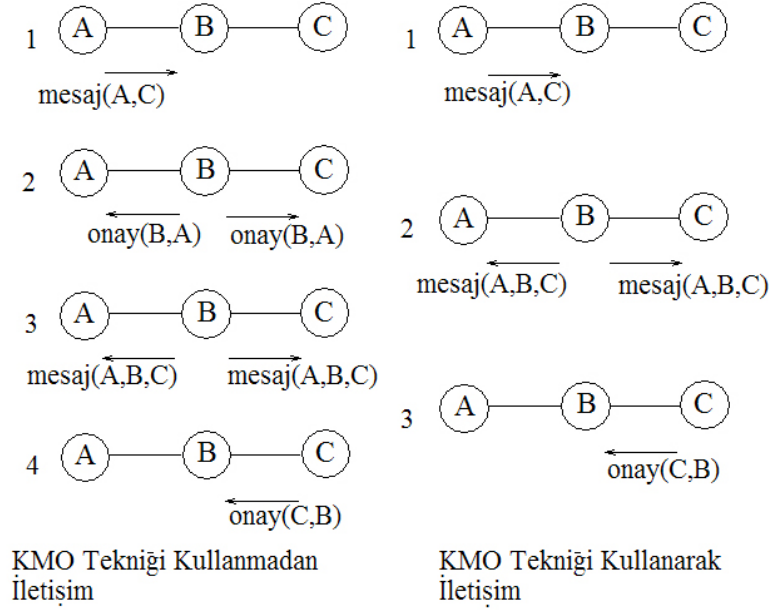 1 A B C
mesaj(A,C)
2 A B C
onay(B,A) onay(B,A)
3 A B C
mesaj(A,B,C) mesaj(A,B,C)
4 A B C
onay(C,B)
KMO Tekniği Kullanmadan
İletişim
1 A B C
mesaj(A,C)
2 A B C
mesaj(A,B,C) mesaj(A,B,C)
3 A B C
onay(C,B)
KMO Tekniği Kullanarak
İletişim